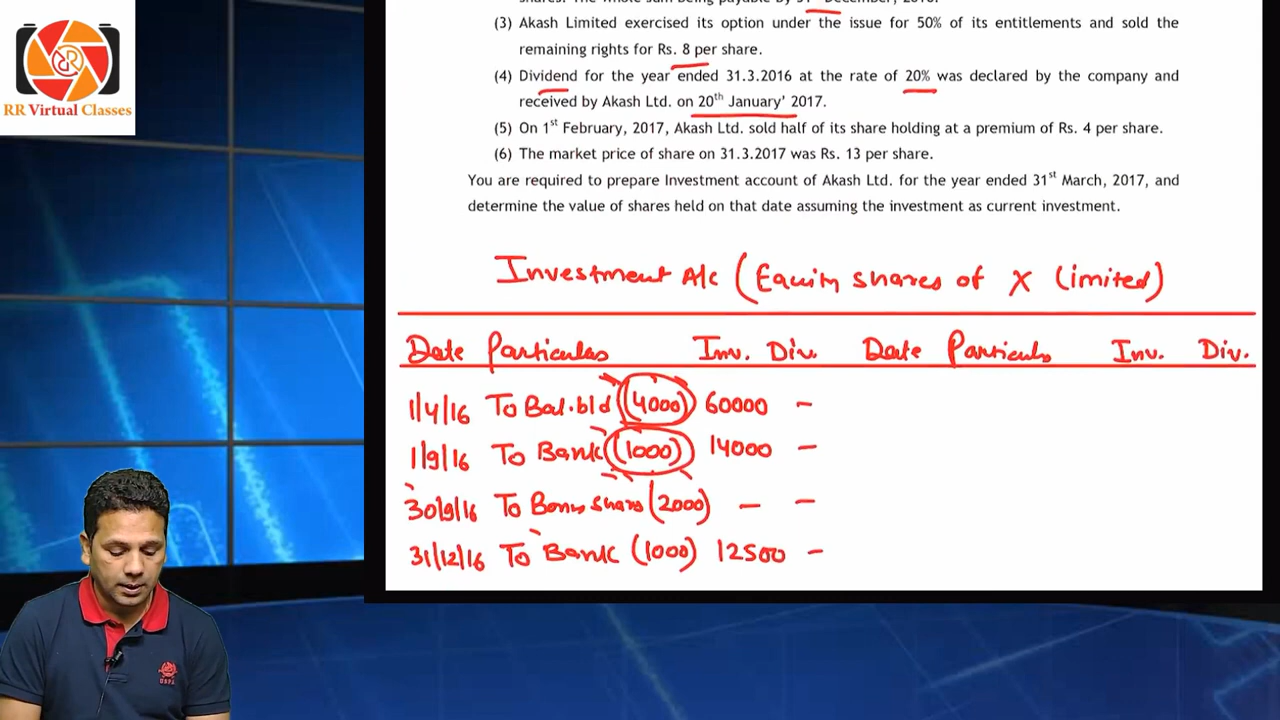 RR Virtual Classes
(3) Akash Limited exercised its option under the issue for 50% of its entitlements and sold the
remaining rights for Rs. 8 per share.
(4) Dividend for the year ended 31.3.2016 at the rate of 20% was declared by the company and
received by Akash Ltd. on 20th January' 2017.
(5) On 1st February, 2017, Akash Ltd. sold half of its share holding at a premium of Rs. 4 per share.
(6) The market price of share on 31.3.2017 was Rs. 13 per share.
You are required to prepare Investment account of Akash Ltd. for the year ended 31st March, 2017, and
determine the value of shares held on that date assuming the investment as current investment.
Investment A/c (Equity shares of X Limited)
Date Particulars Inv. Div. Date Particulars Inv. Div.
1/4/16 To Bal. b/d (4000) 60000 –
1/9/16 To Bank (1000) 14000 –
30/9/16 To Bonus share (2000) – –
31/12/16 To Bank (1000) 12500 –